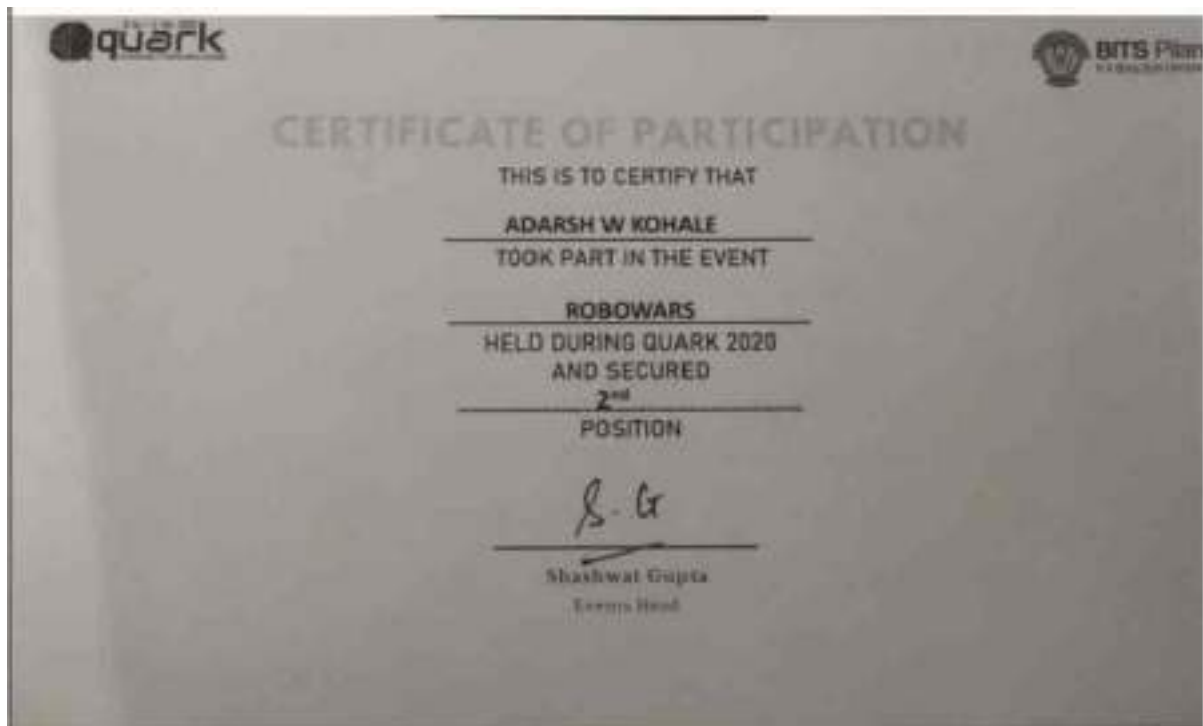 quark
BITS Pilani
CERTIFICATE OF PARTICIPATION
THIS IS TO CERTIFY THAT
ADARSH W KOHALE
TOOK PART IN THE EVENT
ROBOWARS
HELD DURING QUARK 2020
AND SECURED
2nd
POSITION
S. G
Shashwat Gupta
Events Head